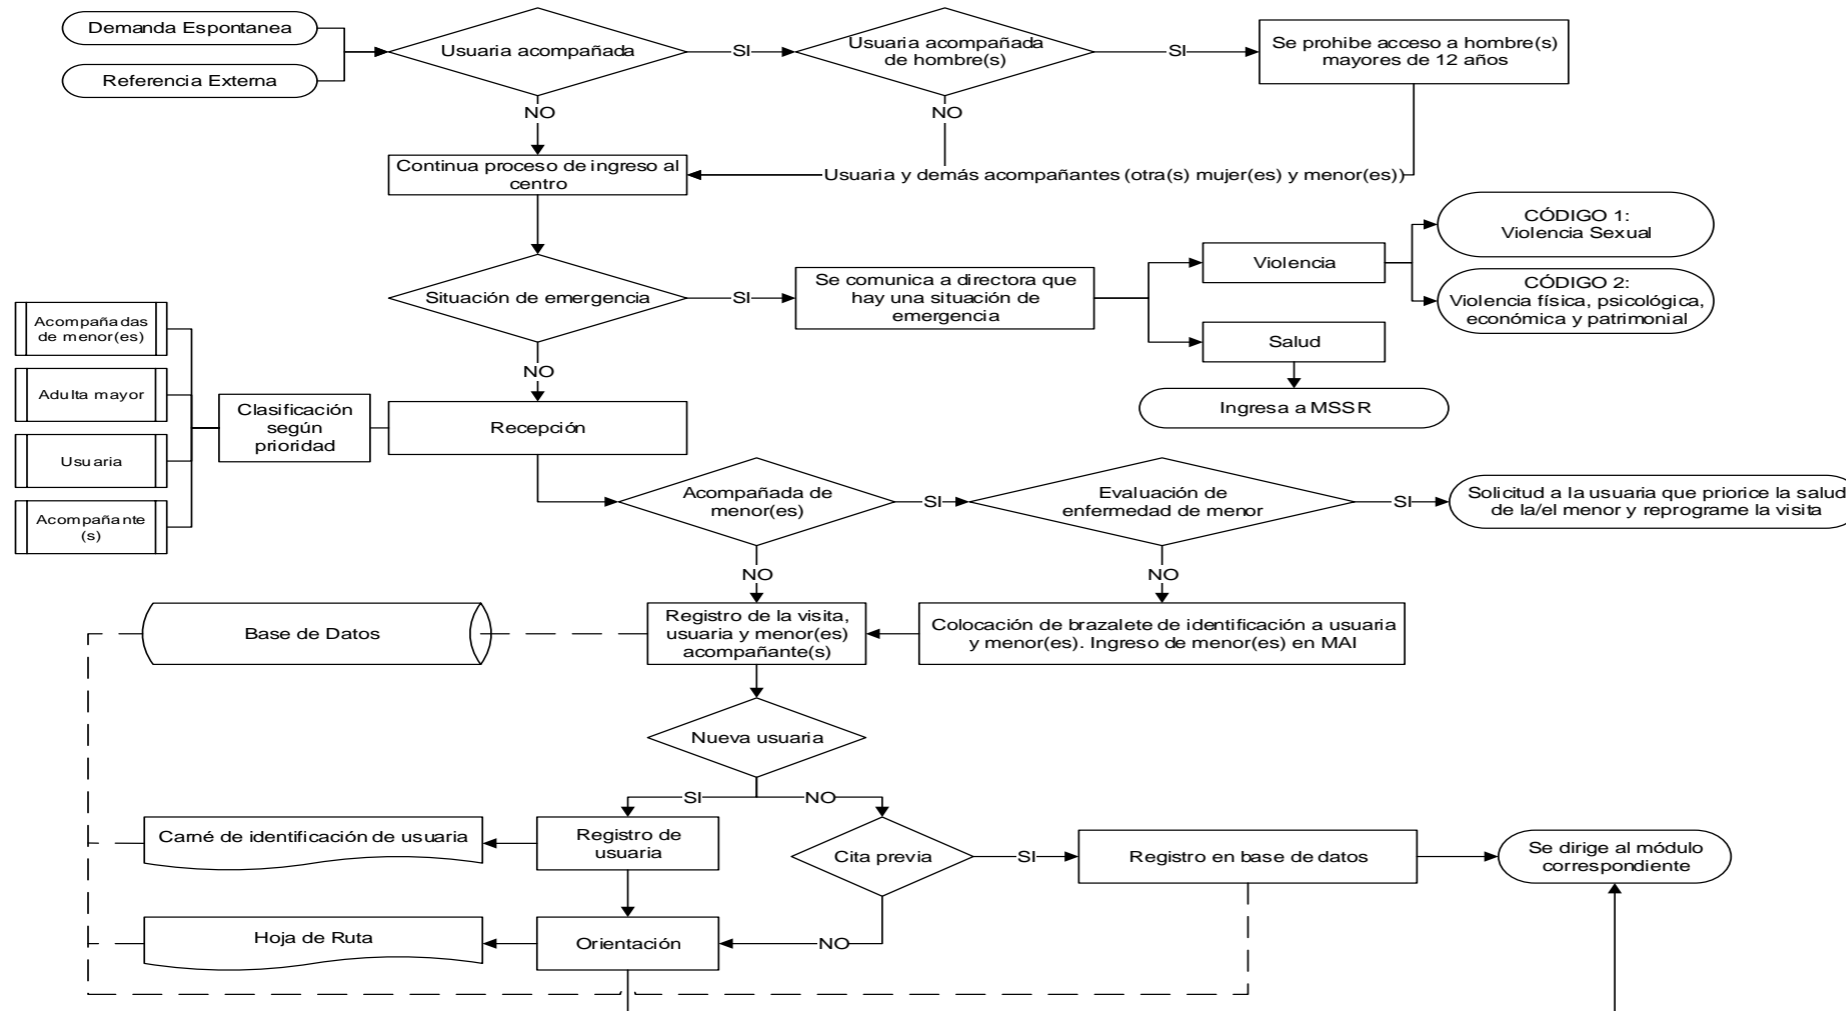 Demanda Espontanea
Referencia Externa
Usuaria acompañada
SI
Usuaria acompañada
de hombre(s)
SI
Se prohibe acceso a hombre(s)
mayores de 12 años
NO
NO
Continua proceso de ingreso al
centro
Usuaria y demás acompañantes (otra(s) mujer(es) y menor(es))
Situación de emergencia
SI
Se comunica a directora que
hay una situación de
emergencia
Violencia
CÓDIGO 1:
Violencia Sexual
CÓDIGO 2:
Violencia física, psicológica,
económica y patrimonial
Salud
Ingresa a MSSR
NO
Acompañadas
de menor(es)
Adulta mayor
Usuaria
Acompañante
(s)
Clasificación
según
prioridad
Recepción
Acompañada de
menor(es)
SI
Evaluación de
enfermedad de menor
SI
Solicitud a la usuaria que priorice la salud
de la/el menor y reprograme la visita
NO
NO
Base de Datos
Registro de la visita,
usuaria y menor(es)
acompañante(s)
Colocación de brazalete de identificación a usuaria
y menor(es). Ingreso de menor(es) en MAI
Nueva usuaria
SI
NO
Carné de identificación de usuaria
Registro de
usuaria
Cita previa
SI
Registro en base de datos
Se dirige al módulo
correspondiente
Hoja de Ruta
Orientación
NO